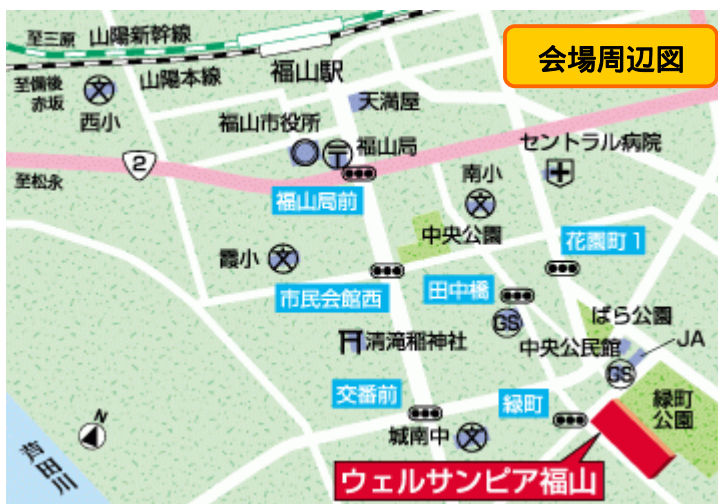 至三原
山陽新幹線
会場周辺図
至備後
赤坂
西小
山陽本線
福山駅
天満屋
福山市役所
福山局
セントラル病院
2
至松永
福山局前
南小
中央公園
花園町1
霞小
市民会館西
田中橋
GS
ばら公園
中央公民館
JA
GS
清滝稲神社
交番前
緑町
緑町
公園
城南中
N
芦田川
ウェルサンピア福山